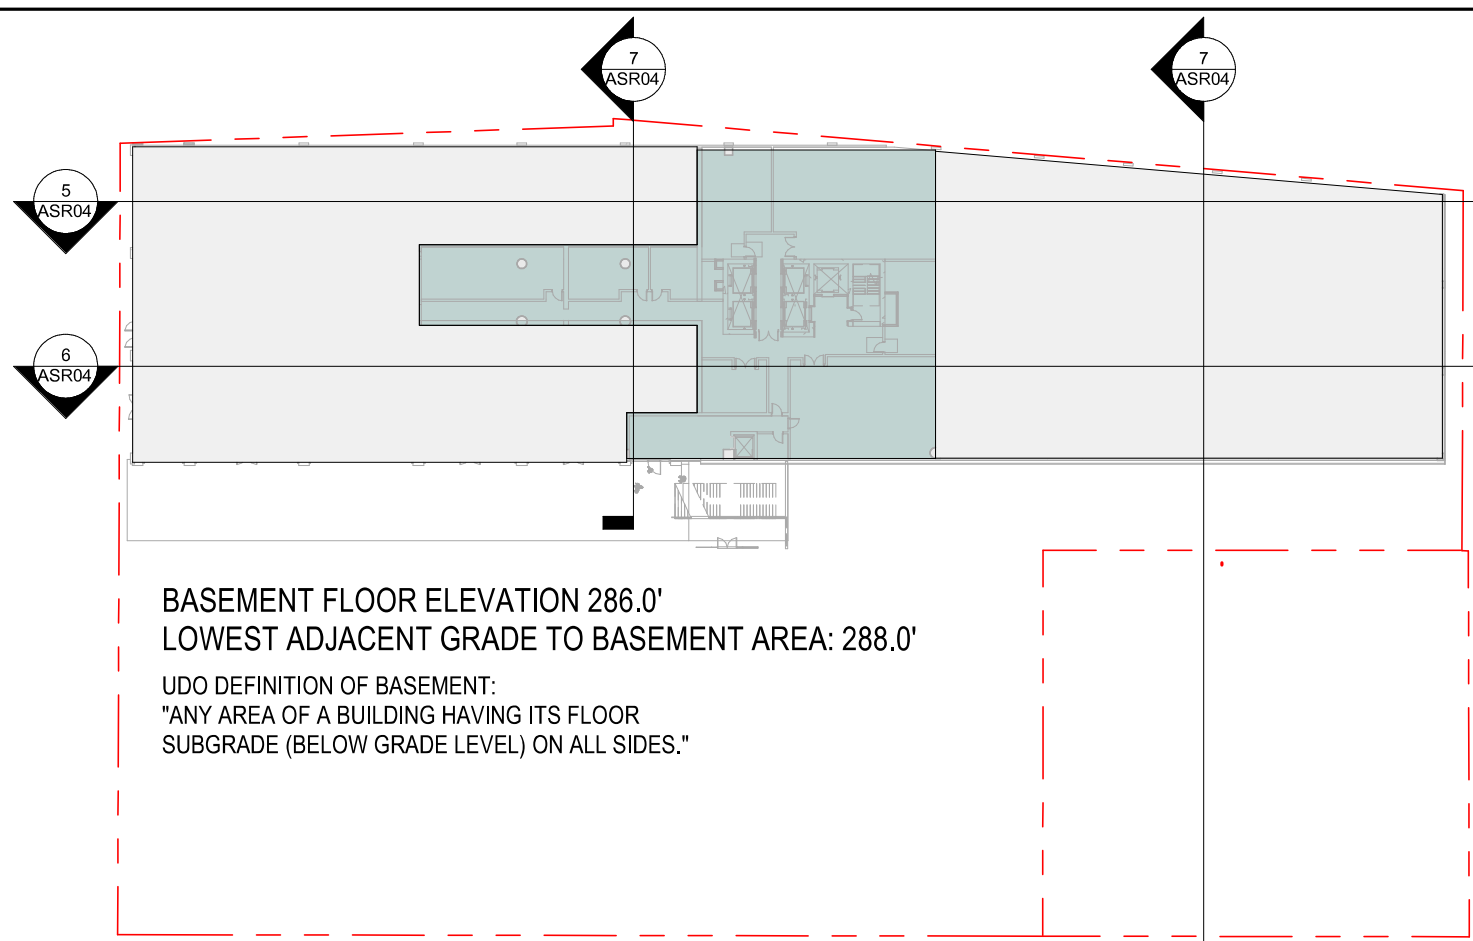 7
ASR04
7
ASR04
5
ASR04
6
ASR04
BASEMENT FLOOR ELEVATION 286.0'
LOWEST ADJACENT GRADE TO BASEMENT AREA: 288.0'
UDO DEFINITION OF BASEMENT:
"ANY AREA OF A BUILDING HAVING ITS FLOOR
SUBGRADE (BELOW GRADE LEVEL) ON ALL SIDES."